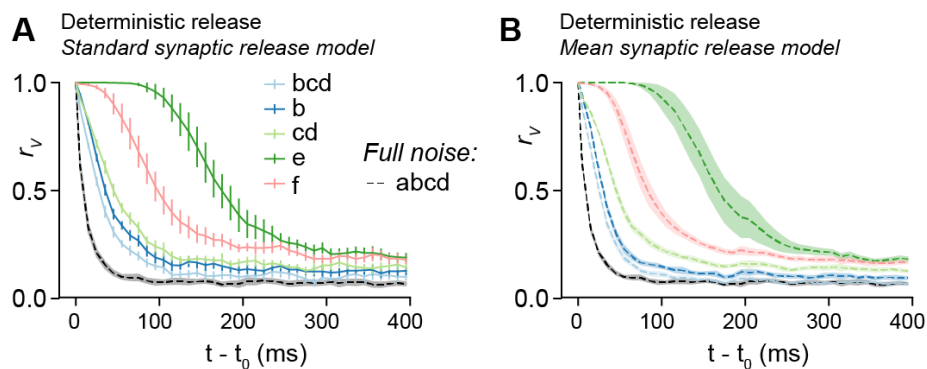 A
Deterministic release
Standard synaptic release model
1.0
0.5
0.0
r_V
0
100
200
300
400
t - t₀ (ms)
bcd
b
cd
e
f
Full noise:
abcd
B
Deterministic release
Mean synaptic release model
1.0
0.5
0.0
r_V
0
100
200
300
400
t - t₀ (ms)